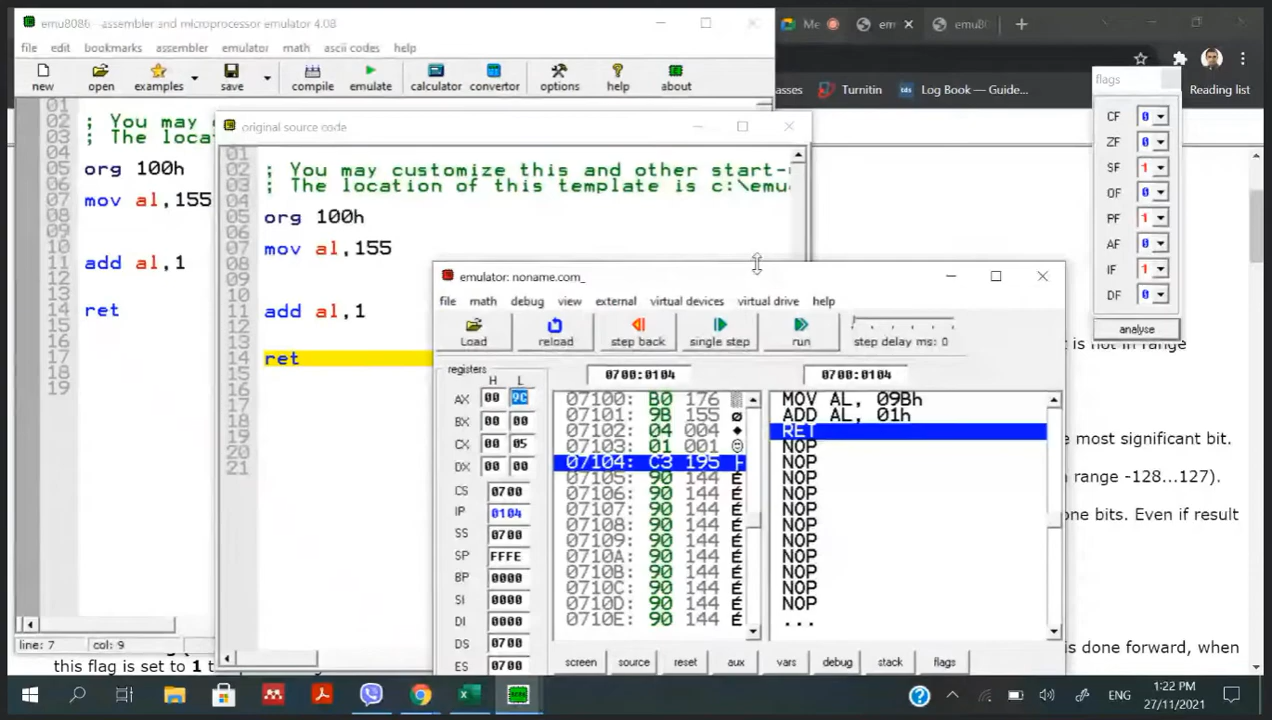 emu8086 - assembler and microprocessor emulator 4.08
file edit bookmarks assembler emulator math ascii codes help
new open examples save compile emulate calculator convertor options help about
01
02 ; You may
03 ; The locat
04
05 org 100h
06
07 mov al,155
08
09
10
11 add al,1
12
13
14 ret
15
16
17
18
19
line: 7 col: 9
original source code
01
02 ; You may customize this and other start-
03 ; The location of this template is c:\emu
04
05 org 100h
06
07 mov al,155
08
09
10
11 add al,1
12
13
14 ret
15
16
17
18
19
20
21
emulator: noname.com_
file math debug view external virtual devices virtual drive help
Load reload step back single step run step delay ms: 0
registers
H L
AX 00 9C
BX 00 00
CX 00 05
DX 00 00
CS 0700
IP 0104
SS 0700
SP FFFE
BP 0000
SI 0000
DI 0000
DS 0700
ES 0700
0700:0104
07100: B0 176
07101: 9B 155 ø
07102: 04 004 ♦
07103: 01 001 ☺
07104: C3 195 ├
07105: 90 144 É
07106: 90 144 É
07107: 90 144 É
07108: 90 144 É
07109: 90 144 É
0710A: 90 144 É
0710B: 90 144 É
0710C: 90 144 É
0710D: 90 144 É
0710E: 90 144 É
0700:0104
MOV AL, 09Bh
ADD AL, 01h
RET
NOP
NOP
NOP
NOP
NOP
NOP
NOP
NOP
NOP
NOP
NOP
...
screen source reset aux vars debug stack flags
Me em emu80
asses Turnitin Log Book — Guide... Reading list
flags
CF 0
ZF 0
SF 1
OF 0
PF 1
AF 0
IF 1
DF 0
analyse
is not in range
e most significant bit.
range -128...127).
one bits. Even if result
is done forward, when
this flag is set to 1 t
ENG
1:22 PM
27/11/2021